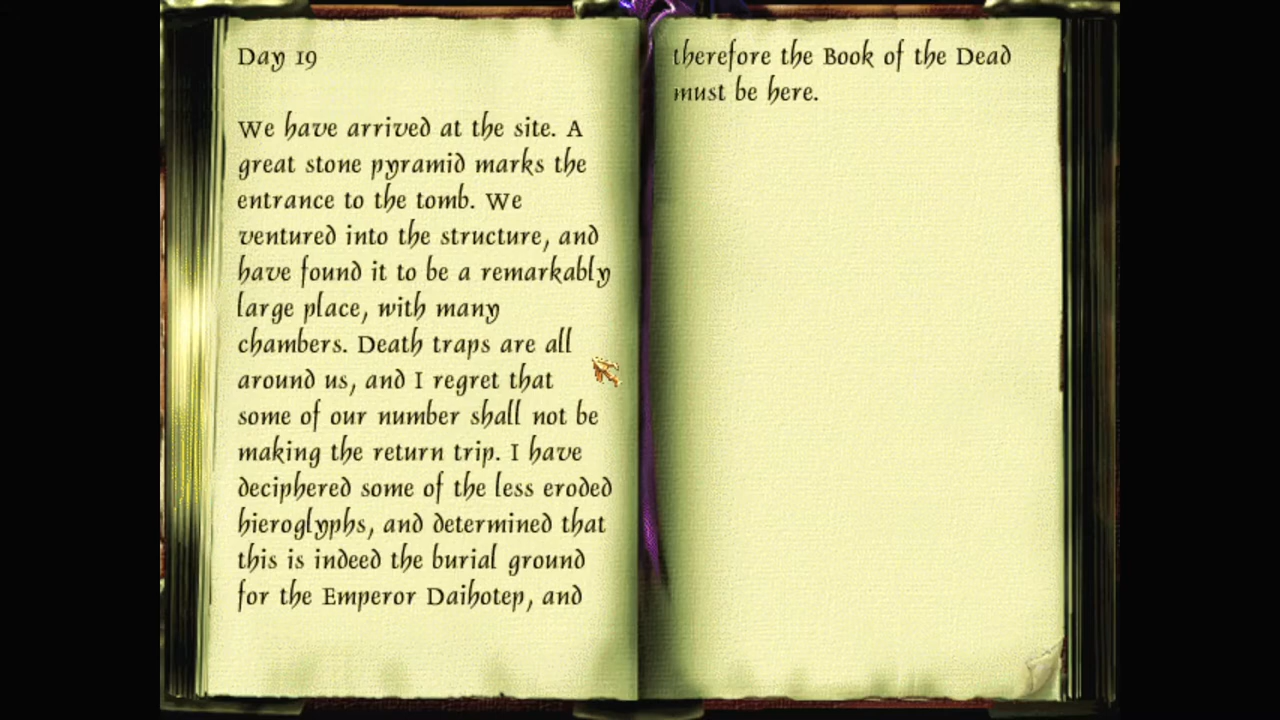 Day 19
We have arrived at the site. A
great stone pyramid marks the
entrance to the tomb. We
ventured into the structure, and
have found it to be a remarkably
large place, with many
chambers. Death traps are all
around us, and I regret that
some of our number shall not be
making the return trip. I have
deciphered some of the less eroded
hieroglyphs, and determined that
this is indeed the burial ground
for the Emperor Daihotep, and
therefore the Book of the Dead
must be here.